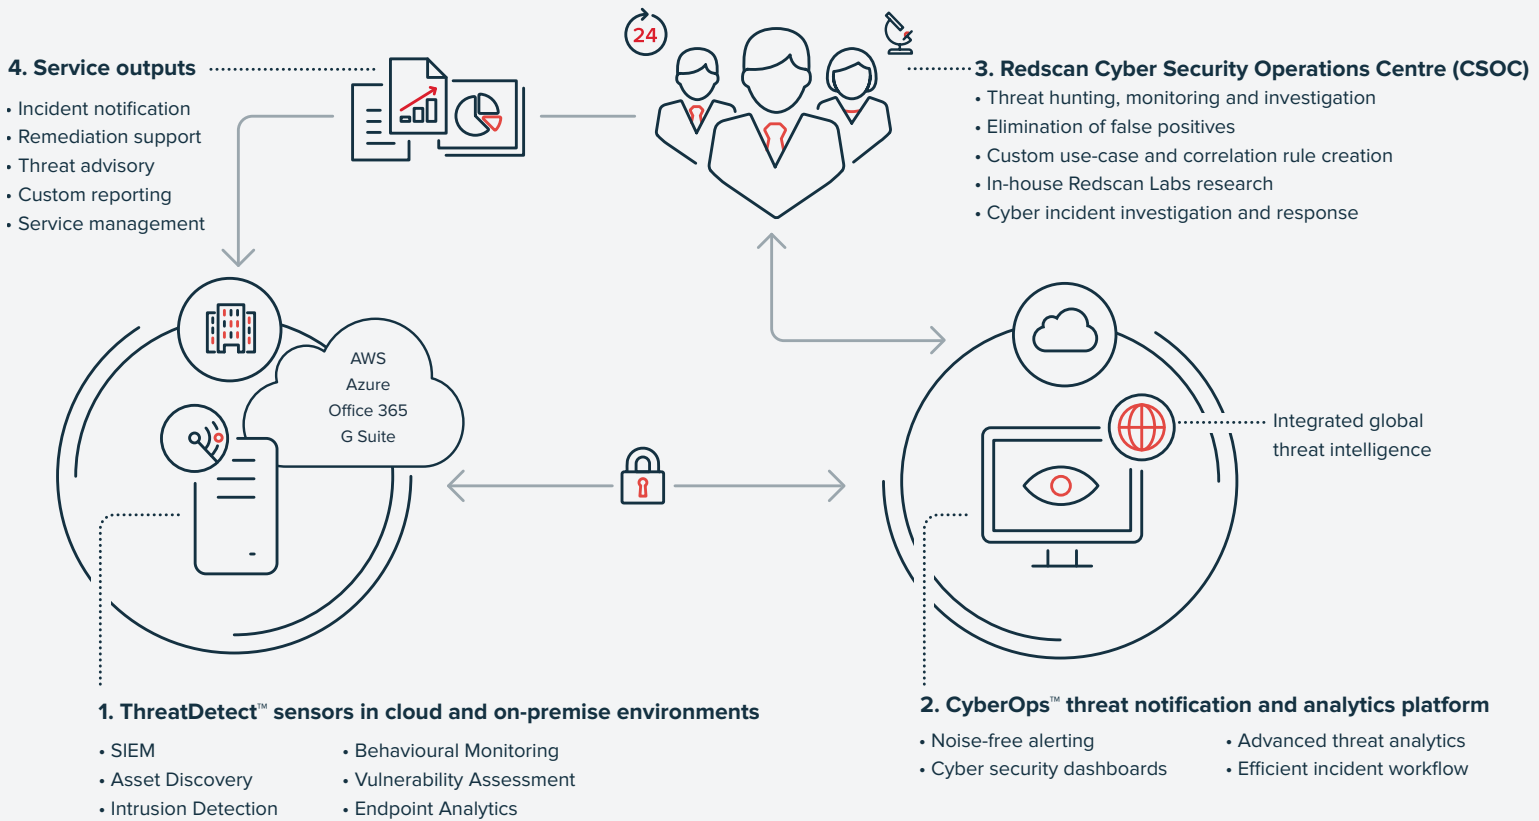 24
4. Service outputs
• Incident notification
• Remediation support
• Threat advisory
• Custom reporting
• Service management
3. Redscan Cyber Security Operations Centre (CSOC)
• Threat hunting, monitoring and investigation
• Elimination of false positives
• Custom use-case and correlation rule creation
• In-house Redscan Labs research
• Cyber incident investigation and response
AWS
Azure
Office 365
G Suite
Integrated global
threat intelligence
1. ThreatDetect™ sensors in cloud and on-premise environments
• SIEM
• Asset Discovery
• Intrusion Detection
• Behavioural Monitoring
• Vulnerability Assessment
• Endpoint Analytics
2. CyberOps™ threat notification and analytics platform
• Noise-free alerting
• Cyber security dashboards
• Advanced threat analytics
• Efficient incident workflow